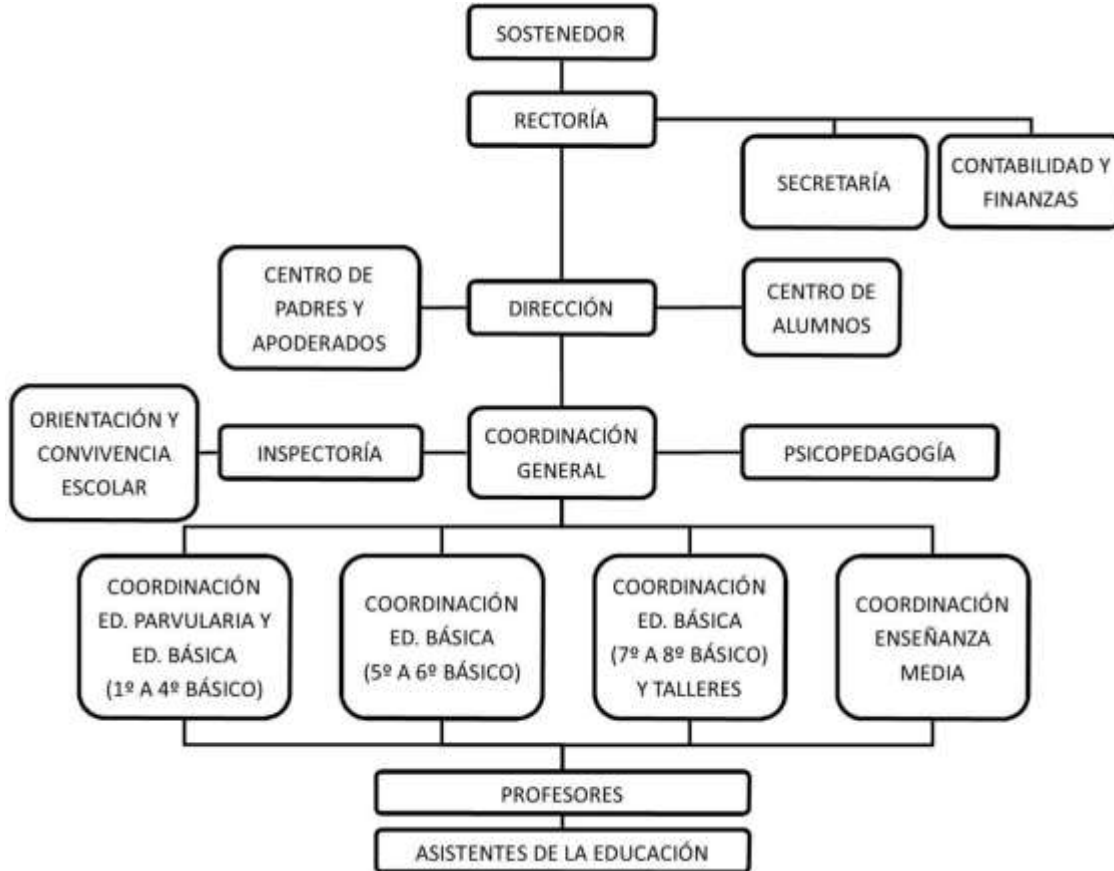 SOSTENEDOR
RECTORÍA
SECRETARÍA
CONTABILIDAD Y
FINANZAS
CENTRO DE
PADRES Y
APODERADOS
DIRECCIÓN
CENTRO DE
ALUMNOS
ORIENTACIÓN Y
CONVIVENCIA
ESCOLAR
INSPECTORÍA
COORDINACIÓN
GENERAL
PSICOPEDAGOGÍA
COORDINACIÓN
ED. PARVULARIA Y
ED. BÁSICA
(1º A 4º BÁSICO)
COORDINACIÓN
ED. BÁSICA
(5º A 6º BÁSICO)
COORDINACIÓN
ED. BÁSICA
(7º A 8º BÁSICO)
Y TALLERES
COORDINACIÓN
ENSEÑANZA
MEDIA
PROFESORES
ASISTENTES DE LA EDUCACIÓN